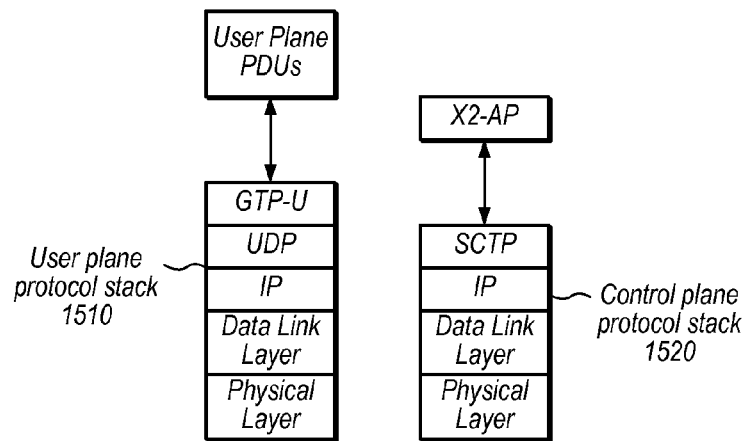 User Plane
PDUs
X2-AP
GTP-U
UDP
IP
Data Link
Layer
Physical
Layer
User plane
protocol stack
1510
SCTP
IP
Data Link
Layer
Physical
Layer
Control plane
protocol stack
1520